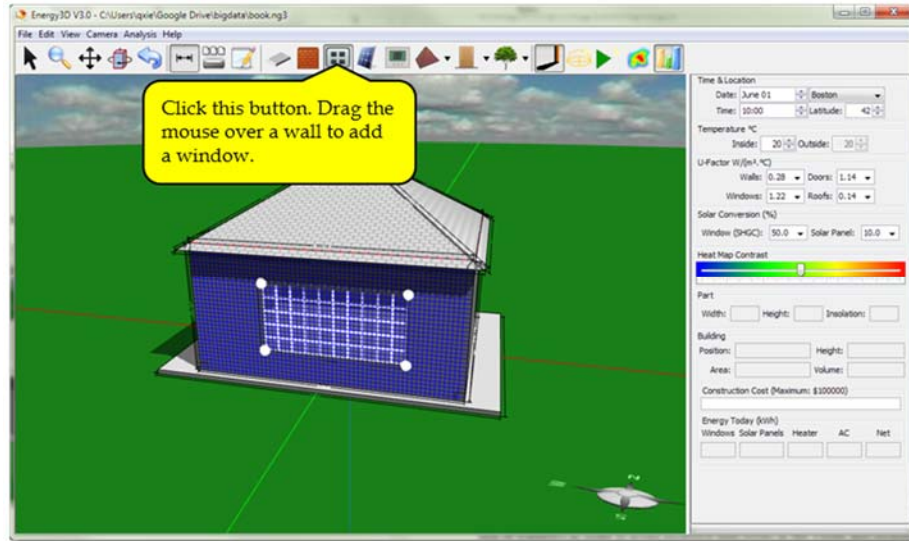 Energy3D V3.0 - C:\Users\qxie\Google Drive\bigdata\book.ng3
File Edit View Camera Analysis Help
Click this button. Drag the
mouse over a wall to add
a window.
Time & Location
Date: June 01 Boston
Time: 10:00 Latitude: 42
Temperature ºC
Inside: 20 Outside: 20
U-Factor W/(m².ºC)
Walls: 0.28 Doors: 1.14
Windows: 1.22 Roofs: 0.14
Solar Conversion (%)
Window (SHGC): 50.0 Solar Panel: 10.0
Heat Map Contrast
Part
Width: Height: Insolation:
Building
Position: Height:
Area: Volume:
Construction Cost (Maximum: $100000)
Energy Today (kWh)
Windows Solar Panels Heater AC Net